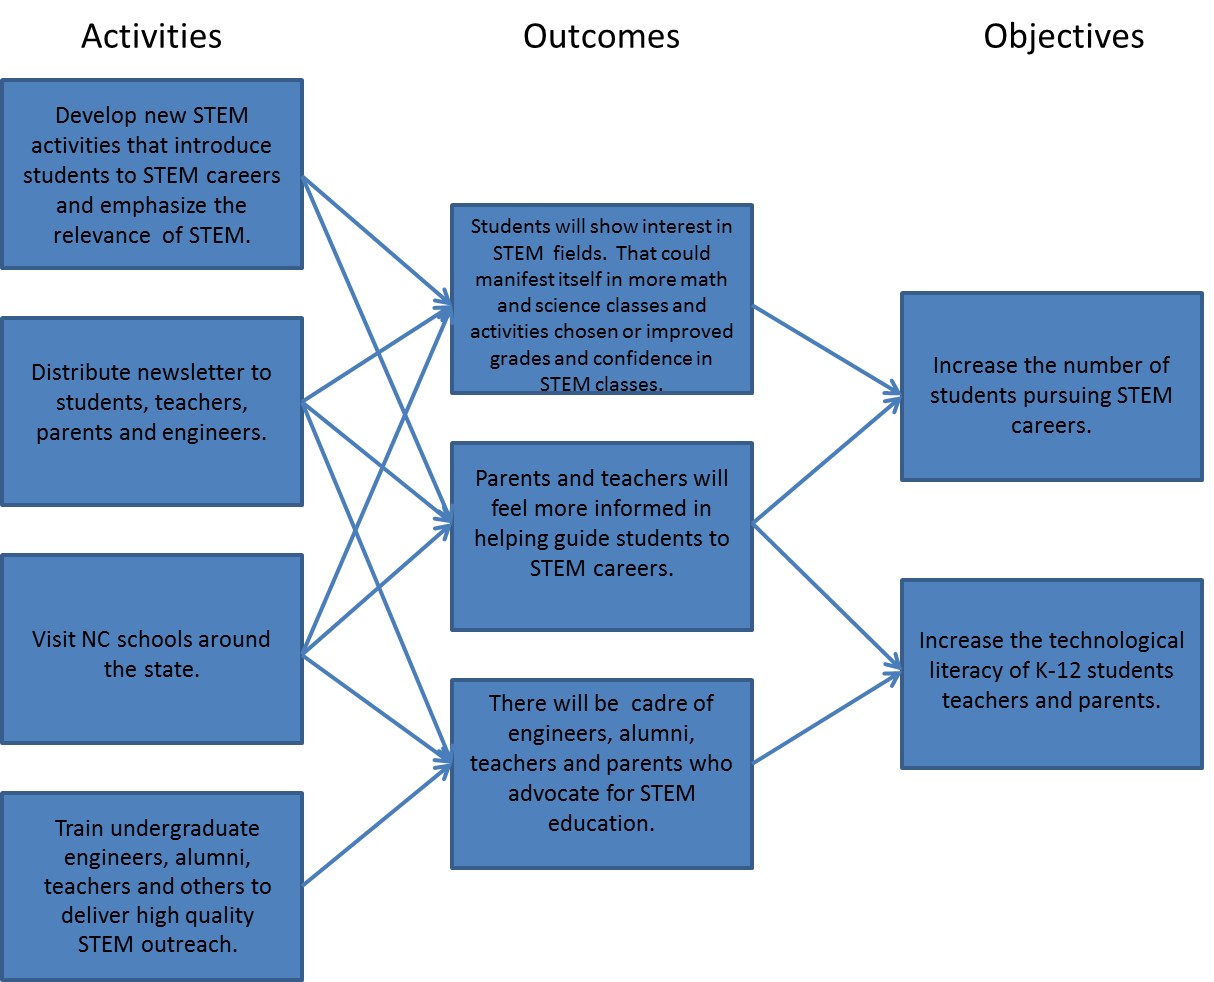 Activities
Outcomes
Objectives
Develop new STEM
activities that introduce
students to STEM careers
and emphasize the
relevance  of STEM.
Distribute newsletter to
students, teachers,
parents and engineers.
Visit NC schools around
the state.
Train undergraduate
engineers, alumni,
teachers and others to
deliver high quality
STEM outreach.
Students will show interest in
STEM  fields.  That could
manifest itself in more math
and science classes and
activities chosen or improved
grades and confidence in
STEM classes.
Parents and teachers will
feel more informed in
helping guide students to
STEM careers.
There will be  cadre of
engineers, alumni,
teachers and parents who
advocate for STEM
education.
Increase the number of
students pursuing STEM
careers.
Increase the technological
literacy of K-12 students
teachers and parents.